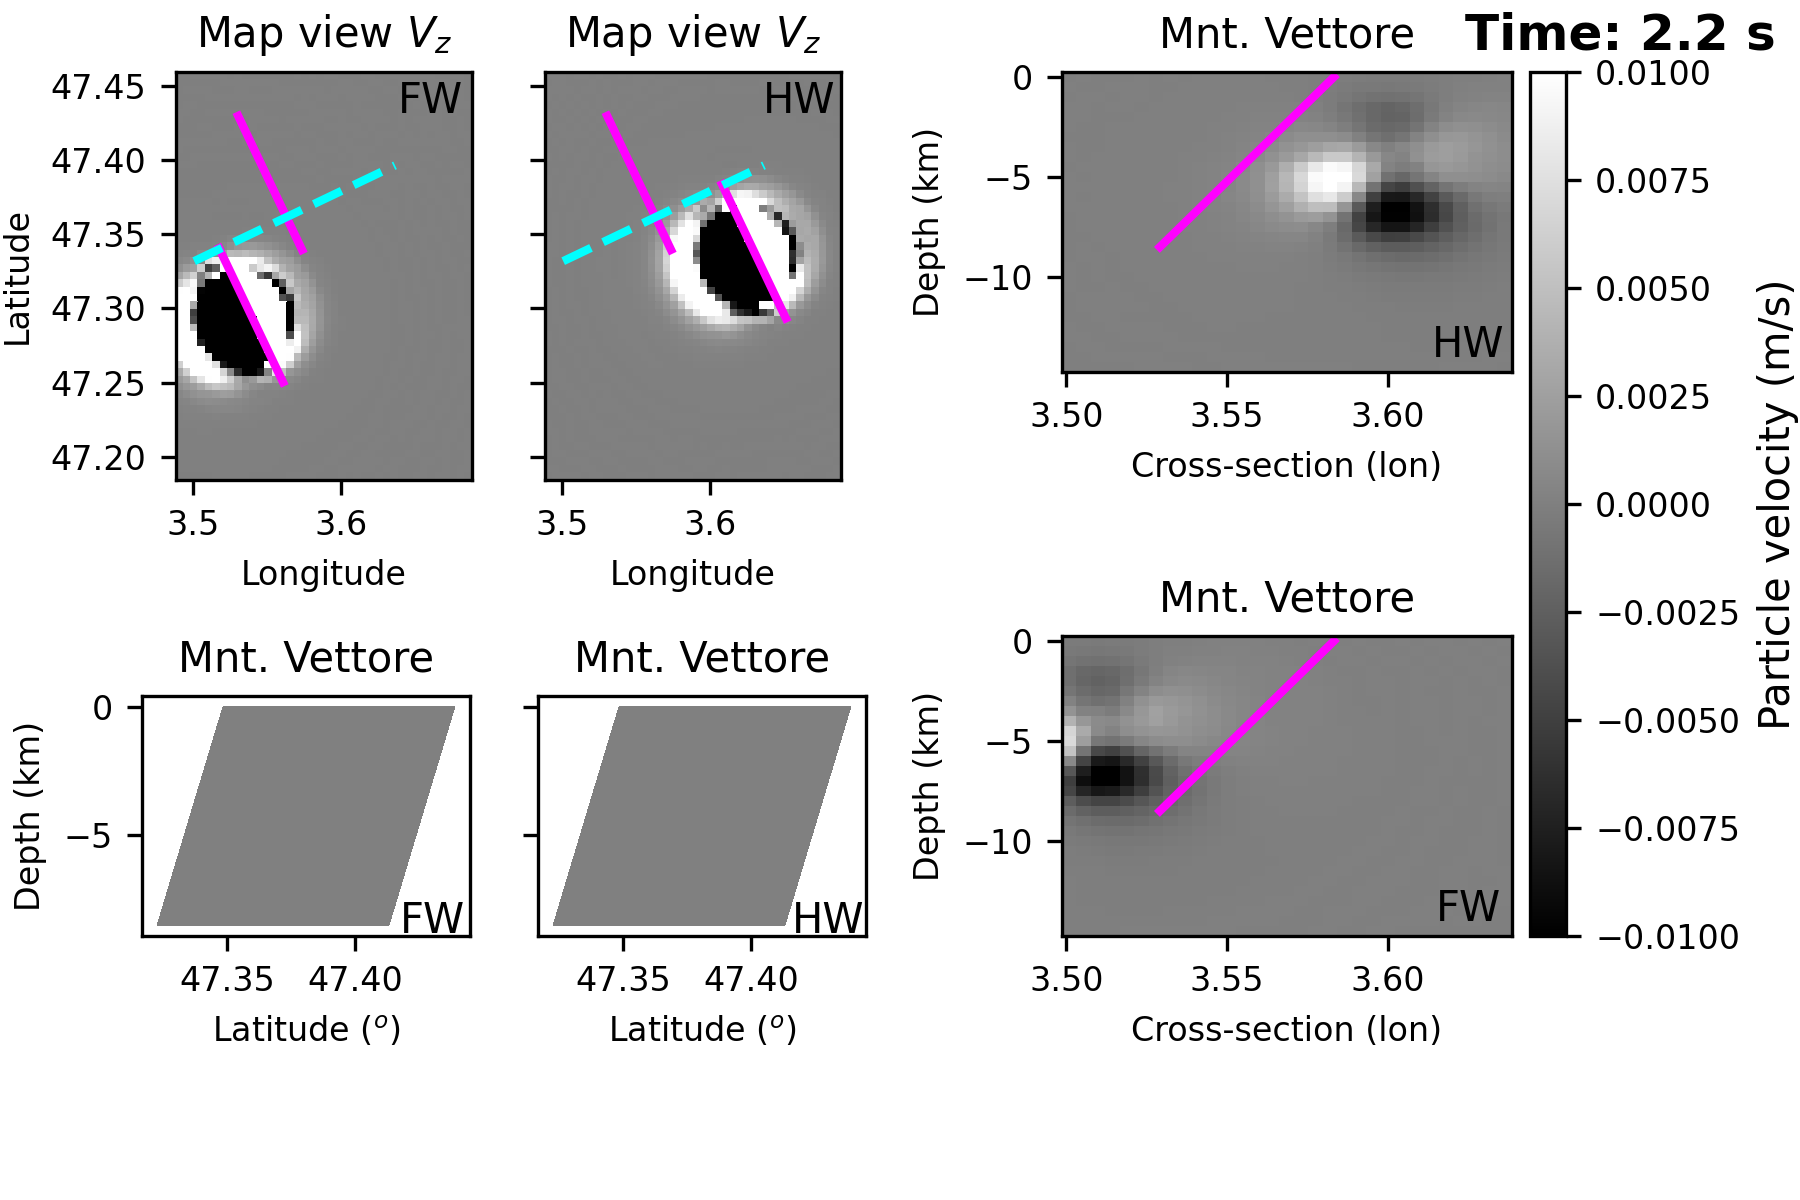 Map view Vz
FW
47.45
47.40
47.35
47.30
47.25
47.20
Latitude
3.5
3.6
Longitude
Map view Vz
HW
3.5
3.6
Longitude
Mnt. Vettore
0
−5
−10
Depth (km)
HW
3.50
3.55
3.60
Cross-section (lon)
Time: 2.2 s
0.0100
0.0075
0.0050
0.0025
0.0000
−0.0025
−0.0050
−0.0075
−0.0100
Particle velocity (m/s)
Mnt. Vettore
0
−5
Depth (km)
FW
47.35
47.40
Latitude (o)
Mnt. Vettore
HW
47.35
47.40
Latitude (o)
Mnt. Vettore
0
−5
−10
Depth (km)
FW
3.50
3.55
3.60
Cross-section (lon)